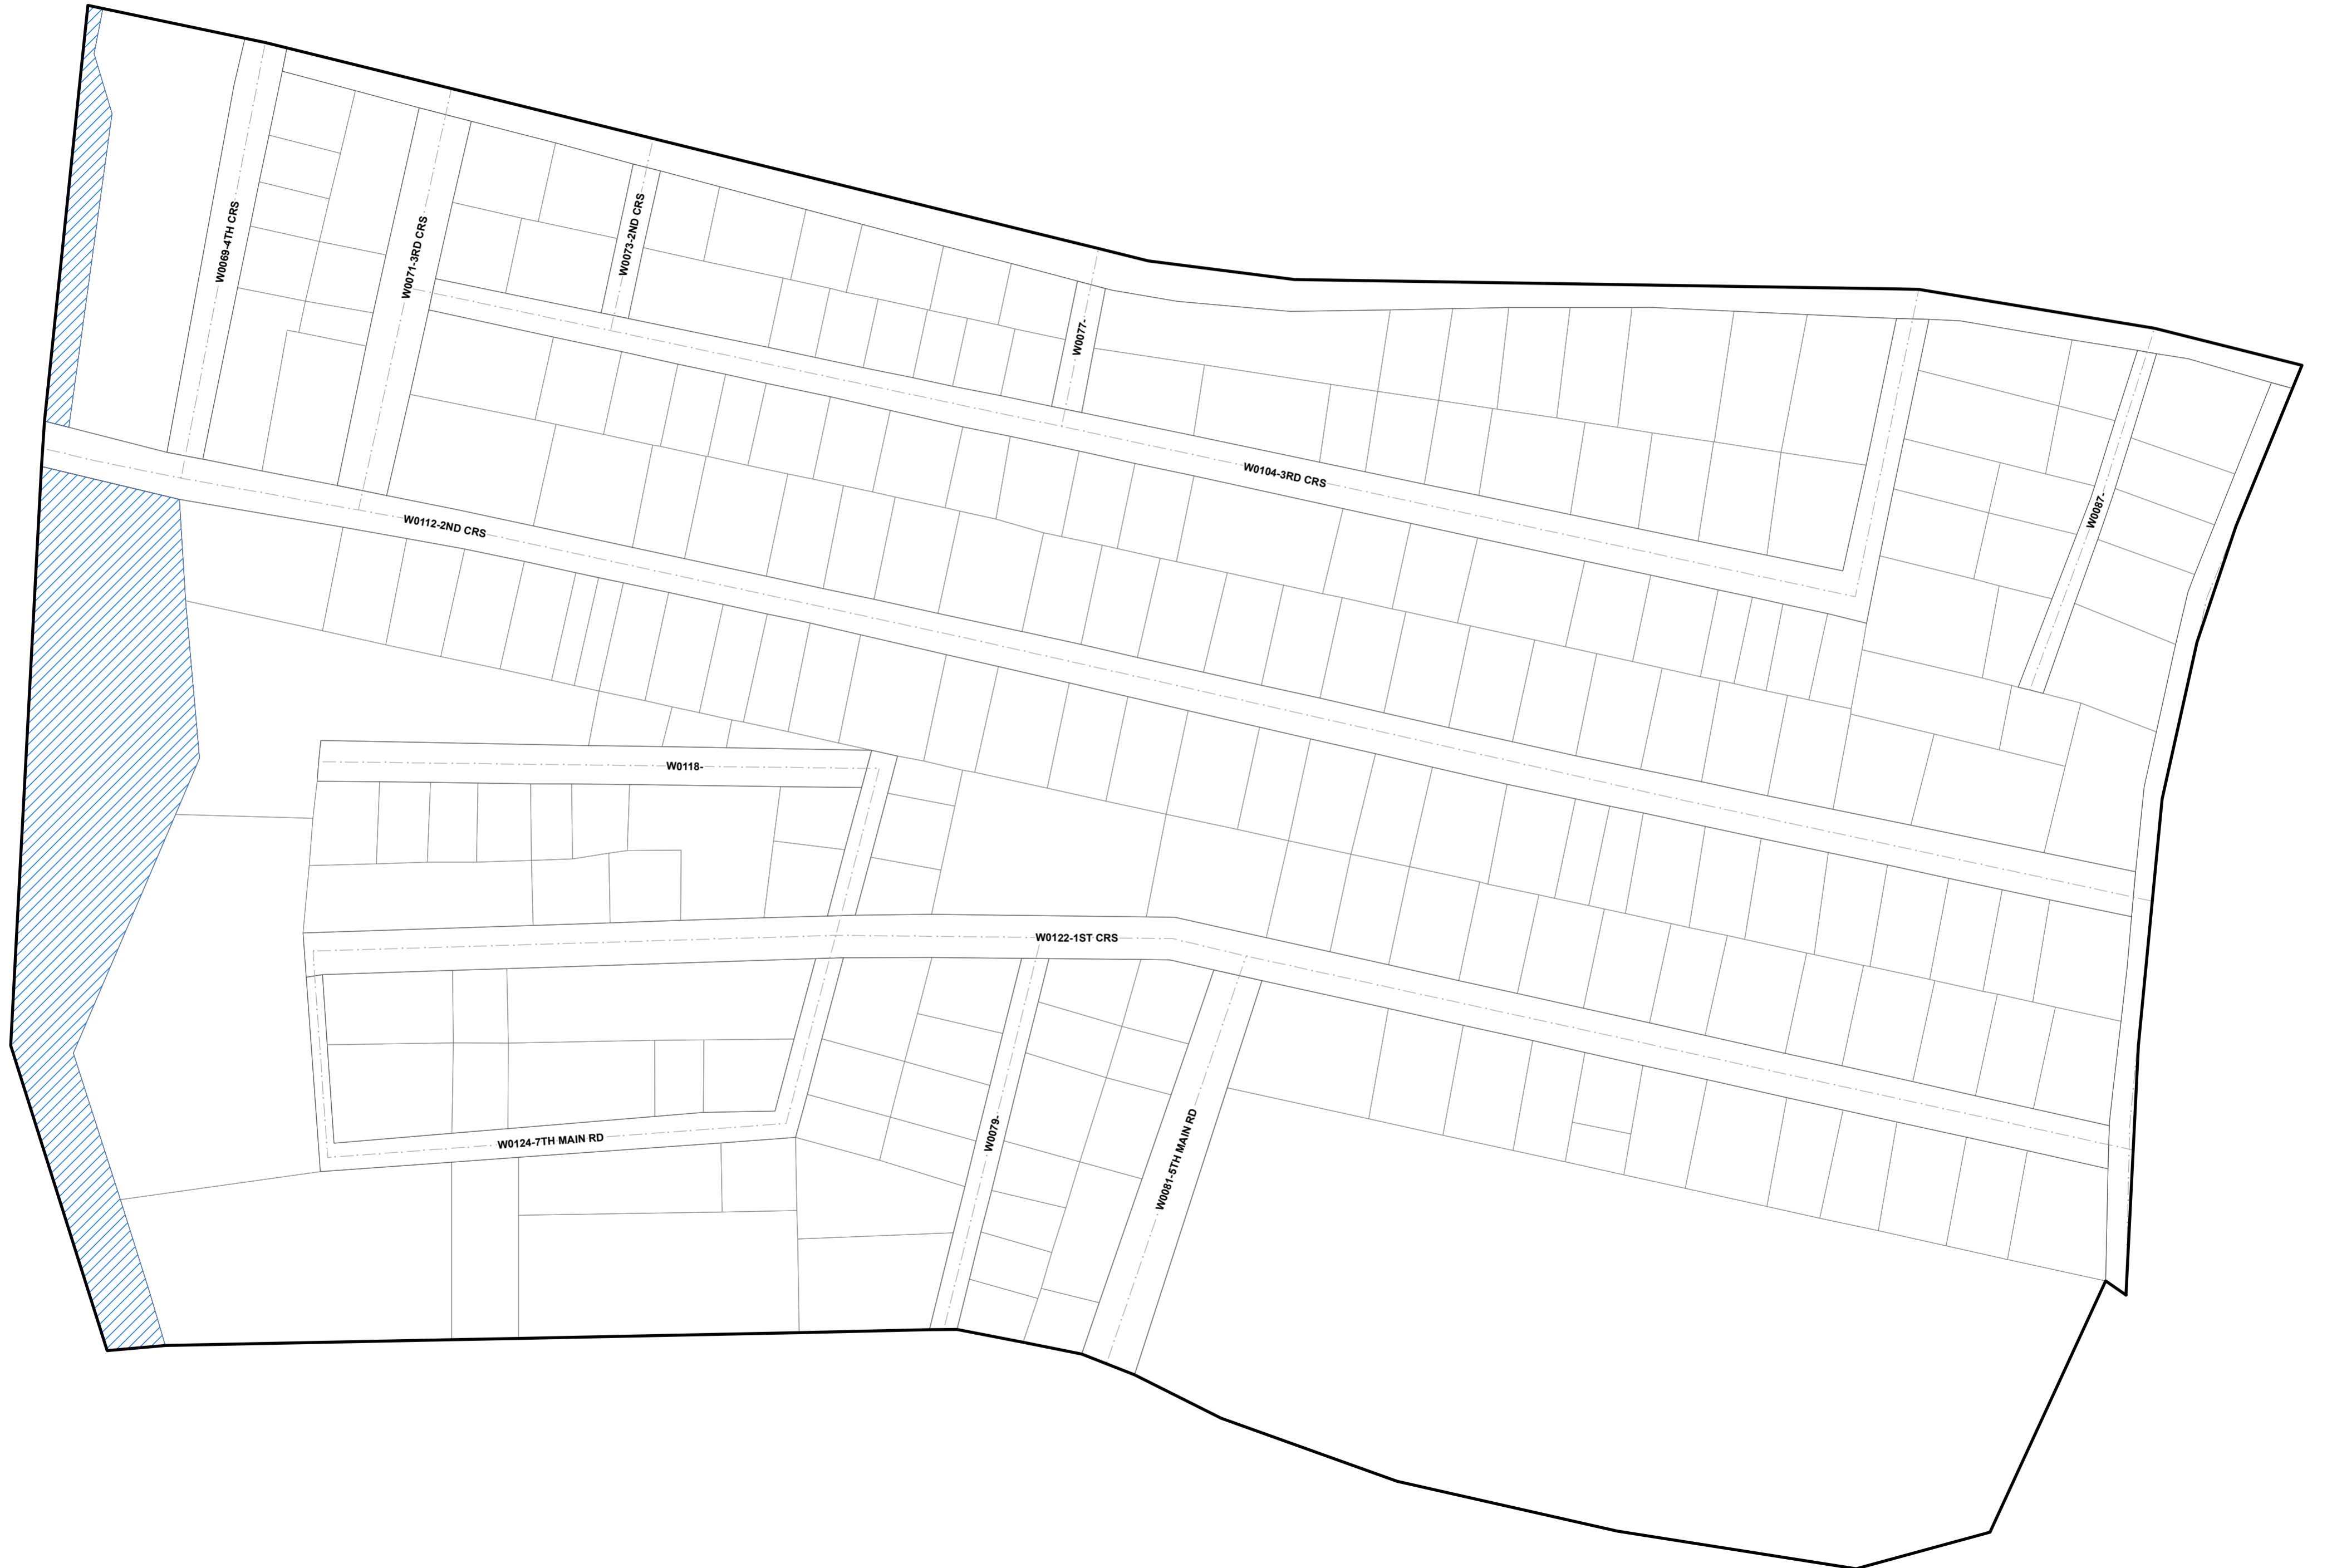 W0069-4TH CRS
W0071-3RD CRS
W0073-2ND CRS
W0077-
W0104-3RD CRS
W0087-
W0112-2ND CRS
W0118-
W0122-1ST CRS
W0124-7TH MAIN RD
W0079-
W0081-5TH MAIN RD